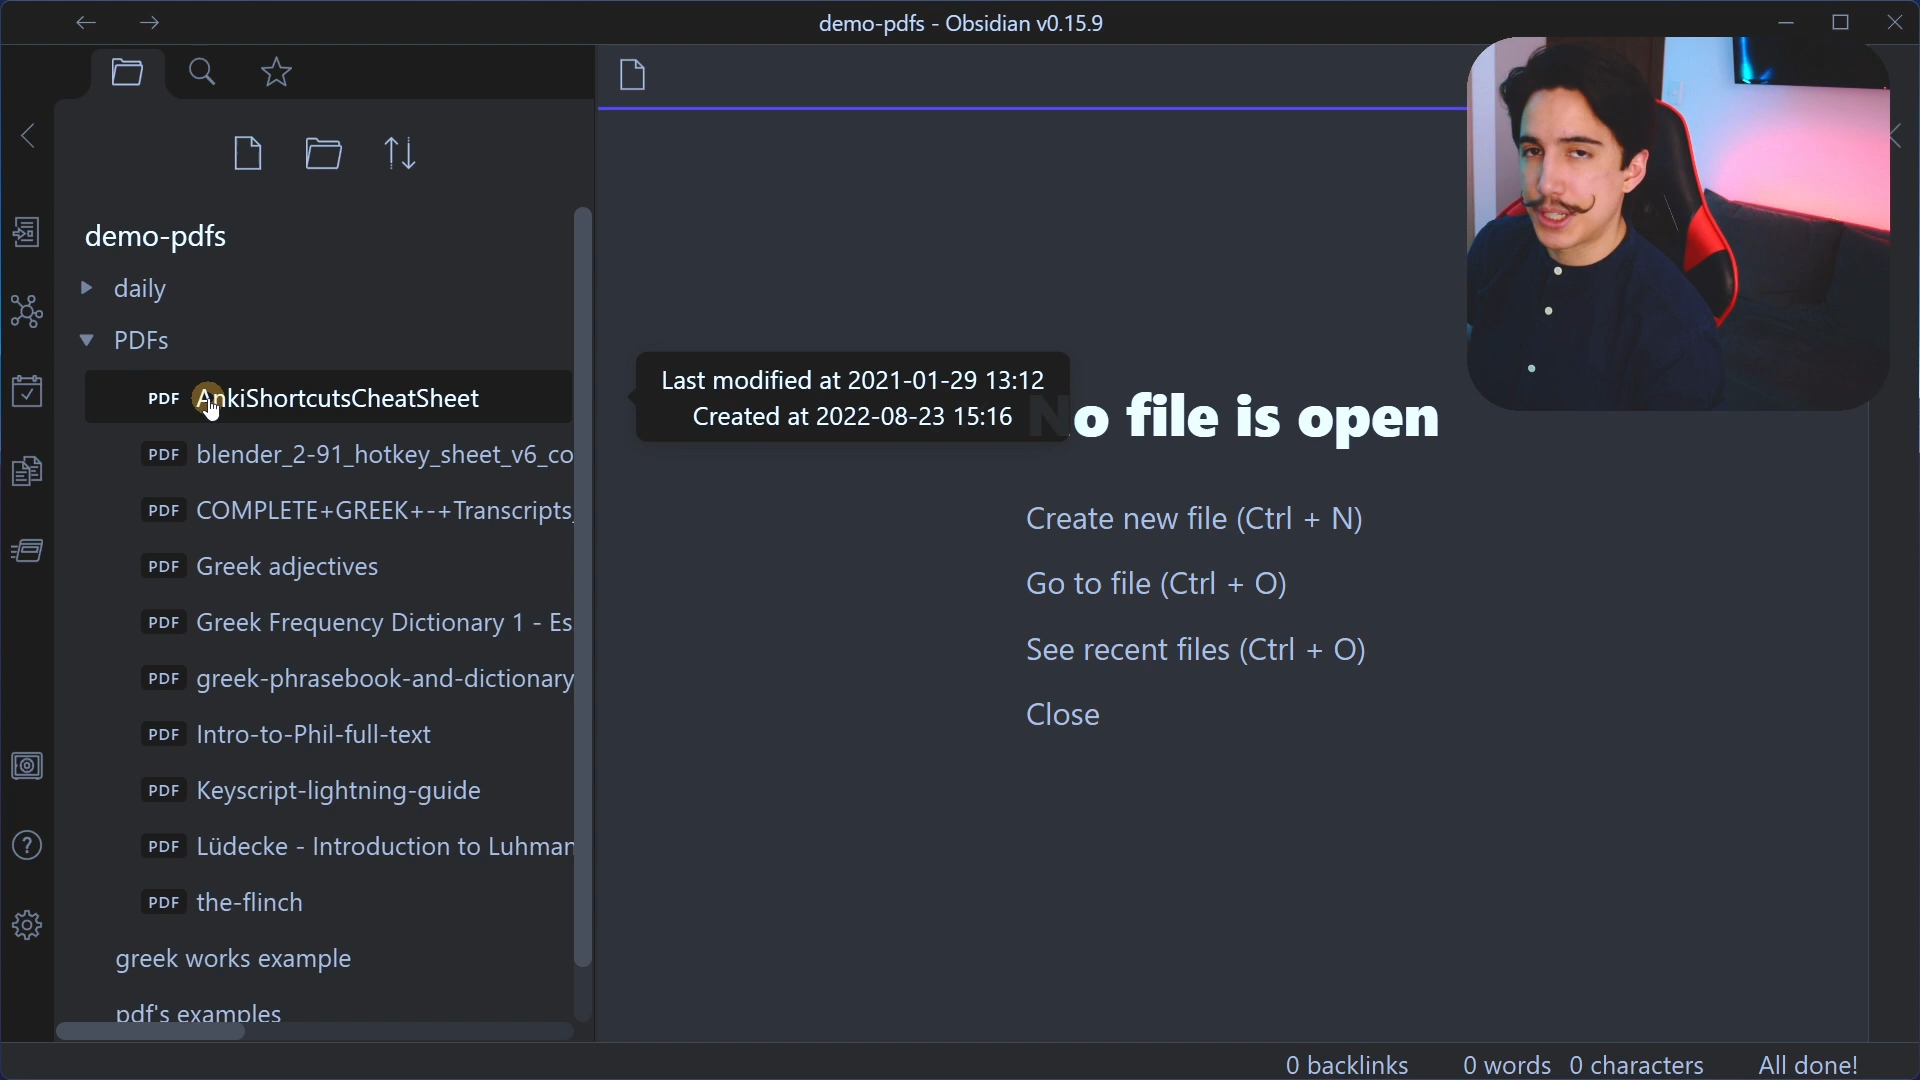 demo-pdfs - Obsidian v0.15.9
demo-pdfs
daily
PDFs
PDF AnkiShortcutsCheatSheet
PDF blender_2-91_hotkey_sheet_v6_co
PDF COMPLETE+GREEK+-+Transcripts_
PDF Greek adjectives
PDF Greek Frequency Dictionary 1 - Es
PDF greek-phrasebook-and-dictionary
PDF Intro-to-Phil-full-text
PDF Keyscript-lightning-guide
PDF Lüdecke - Introduction to Luhman
PDF the-flinch
greek works example
pdf's examples
Last modified at 2021-01-29 13:12
Created at 2022-08-23 15:16
No file is open
Create new file (Ctrl + N)
Go to file (Ctrl + O)
See recent files (Ctrl + O)
Close
0 backlinks 0 words 0 characters All done!